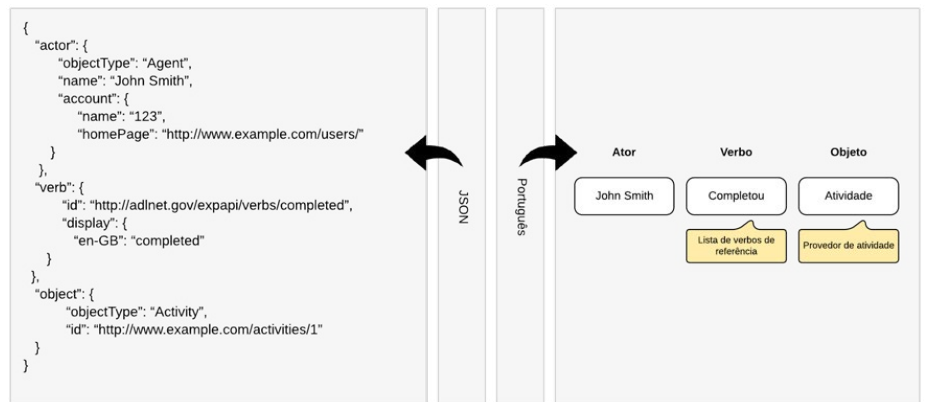 {
“actor”: {
“objectType”: “Agent”,
“name”: “John Smith”,
“account”: {
“name”: “123”,
“homePage”: “http://www.example.com/users/”
}
},
“verb”: {
“id”: “http://adlnet.gov/expapi/verbs/completed”,
“display”: {
“en-GB”: “completed”
}
},
“object”: {
“objectType”: “Activity”,
“id”: “http://www.example.com/activities/1”
}
}
JSON
Português
Ator Verbo Objeto
John Smith Completou Atividade
Lista de verbos de
referência
Provedor de atividade